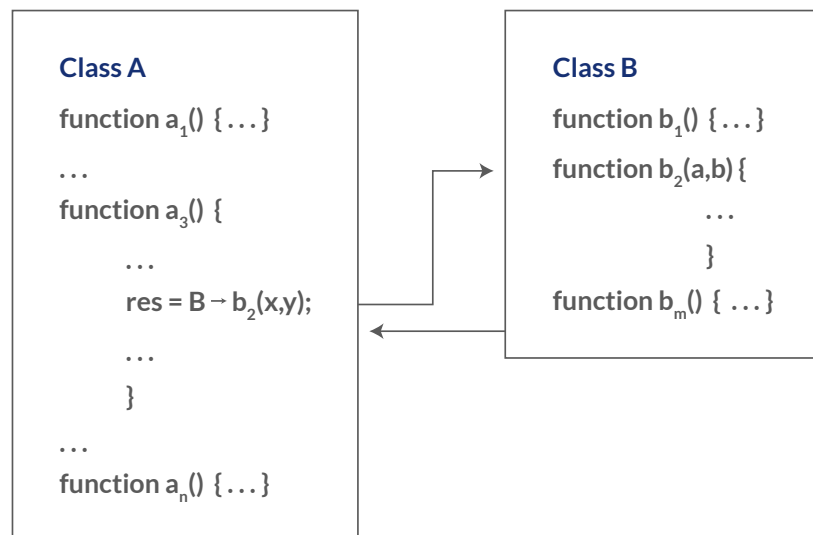 Class A
function a₁() { . . . }
. . .
function a₃() {
. . .
res = B → b₂(x,y);
. . .
}
. . .
function aₙ() { . . . }
Class B
function b₁() { . . . }
function b₂(a,b) {
. . .
}
function bₘ() { . . . }